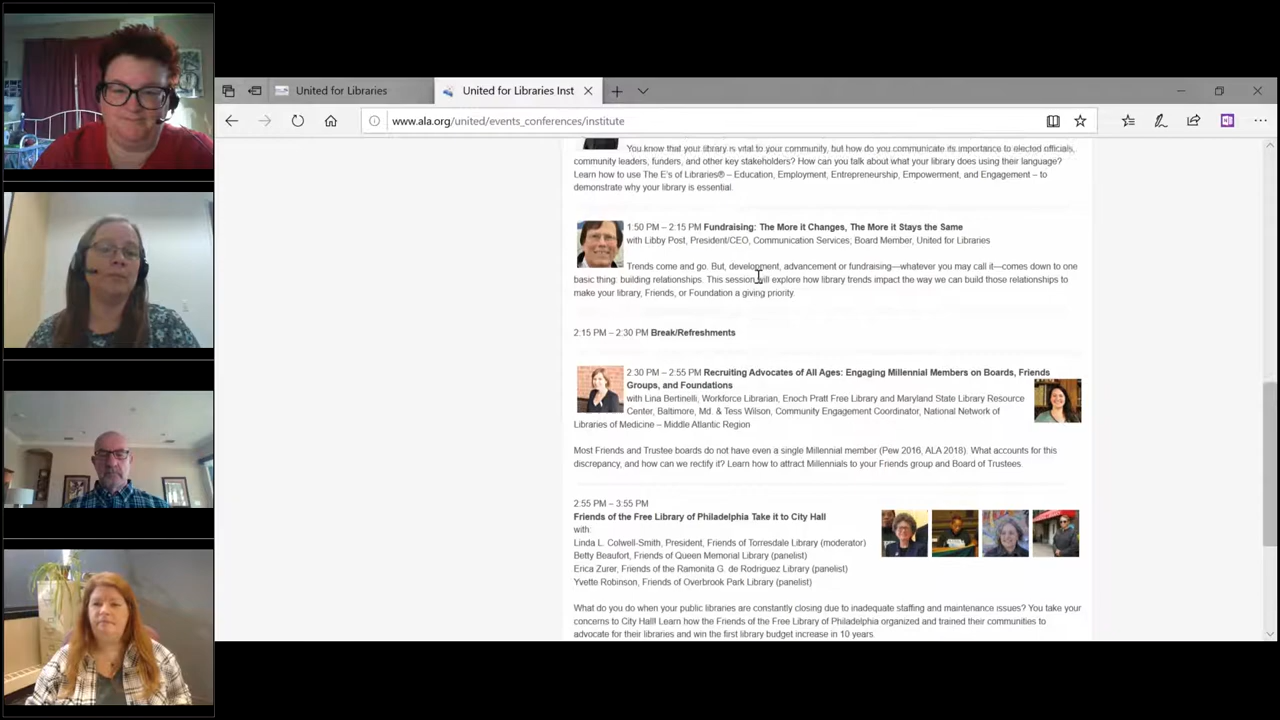 United for Libraries
United for Libraries Inst
www.ala.org/united/events_conferences/institute
You know that your library is vital to your community, but how do you communicate its importance to elected officials,
community leaders, funders, and other key stakeholders? How can you talk about what your library does using their language?
Learn how to use The E's of Libraries® – Education, Employment, Entrepreneurship, Empowerment, and Engagement – to
demonstrate why your library is essential.
1:50 PM – 2:15 PM Fundraising: The More it Changes, The More it Stays the Same
with Libby Post, President/CEO, Communication Services; Board Member, United for Libraries
Trends come and go. But, development, advancement or fundraising—whatever you may call it—comes down to one
basic thing: building relationships. This session will explore how library trends impact the way we can build those relationships to
make your library, Friends, or Foundation a giving priority.
2:15 PM – 2:30 PM Break/Refreshments
2:30 PM – 2:55 PM Recruiting Advocates of All Ages: Engaging Millennial Members on Boards, Friends
Groups, and Foundations
with Lina Bertinelli, Workforce Librarian, Enoch Pratt Free Library and Maryland State Library Resource
Center, Baltimore, Md. & Tess Wilson, Community Engagement Coordinator, National Network of
Libraries of Medicine – Middle Atlantic Region
Most Friends and Trustee boards do not have even a single Millennial member (Pew 2016, ALA 2018). What accounts for this
discrepancy, and how can we rectify it? Learn how to attract Millennials to your Friends group and Board of Trustees.
2:55 PM – 3:55 PM
Friends of the Free Library of Philadelphia Take it to City Hall
with:
Linda L. Colwell-Smith, President, Friends of Torresdale Library (moderator)
Betty Beaufort, Friends of Queen Memorial Library (panelist)
Erica Zurer, Friends of the Ramonita G. de Rodriguez Library (panelist)
Yvette Robinson, Friends of Overbrook Park Library (panelist)
What do you do when your public libraries are constantly closing due to inadequate staffing and maintenance issues? You take your
concerns to City Hall! Learn how the Friends of the Free Library of Philadelphia organized and trained their communities to
advocate for their libraries and win the first library budget increase in 10 years.